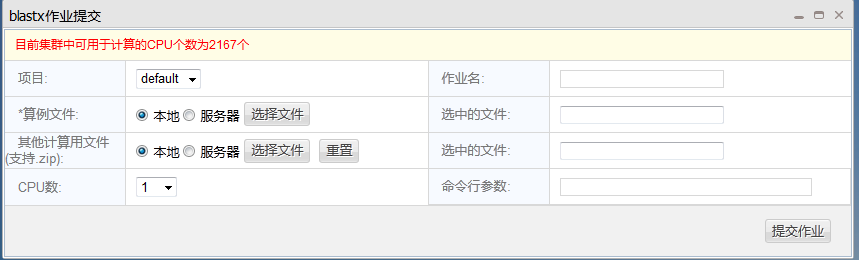 blastx作业提交
目前集群中可用于计算的CPU个数为2167个
项目: default 作业名:
*算例文件: 本地 服务器 选择文件 选中的文件:
其他计算用文件
(支持.zip): 本地 服务器 选择文件 重置 选中的文件:
CPU数: 1 命令行参数:
提交作业